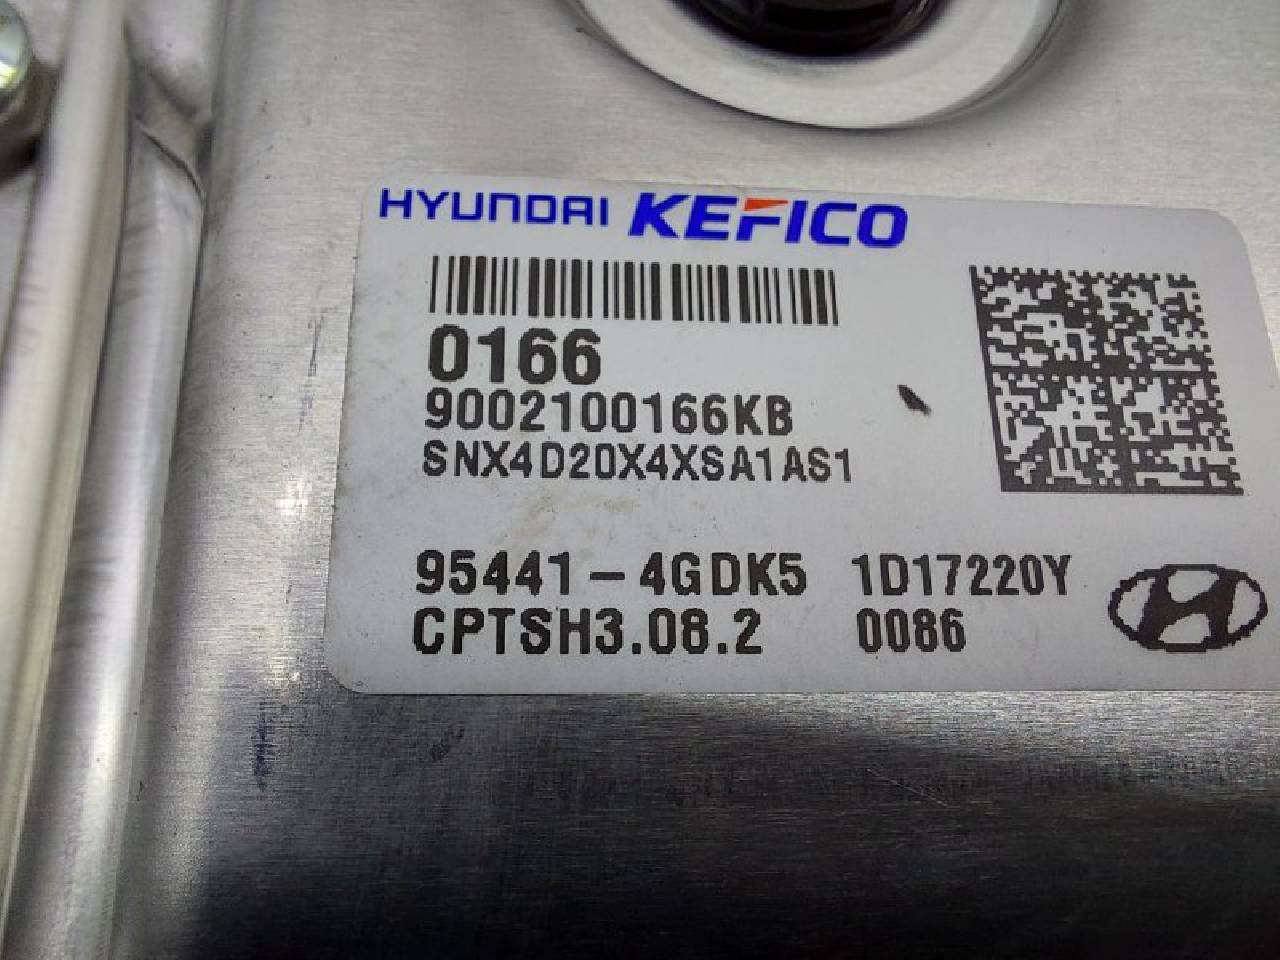 HYUNDAI KEFICO
0166
9002100166KB
SNX4D20X4XSA1AS1
95441-4GDK5 1D17220Y
CPTSH3.08.2 0086